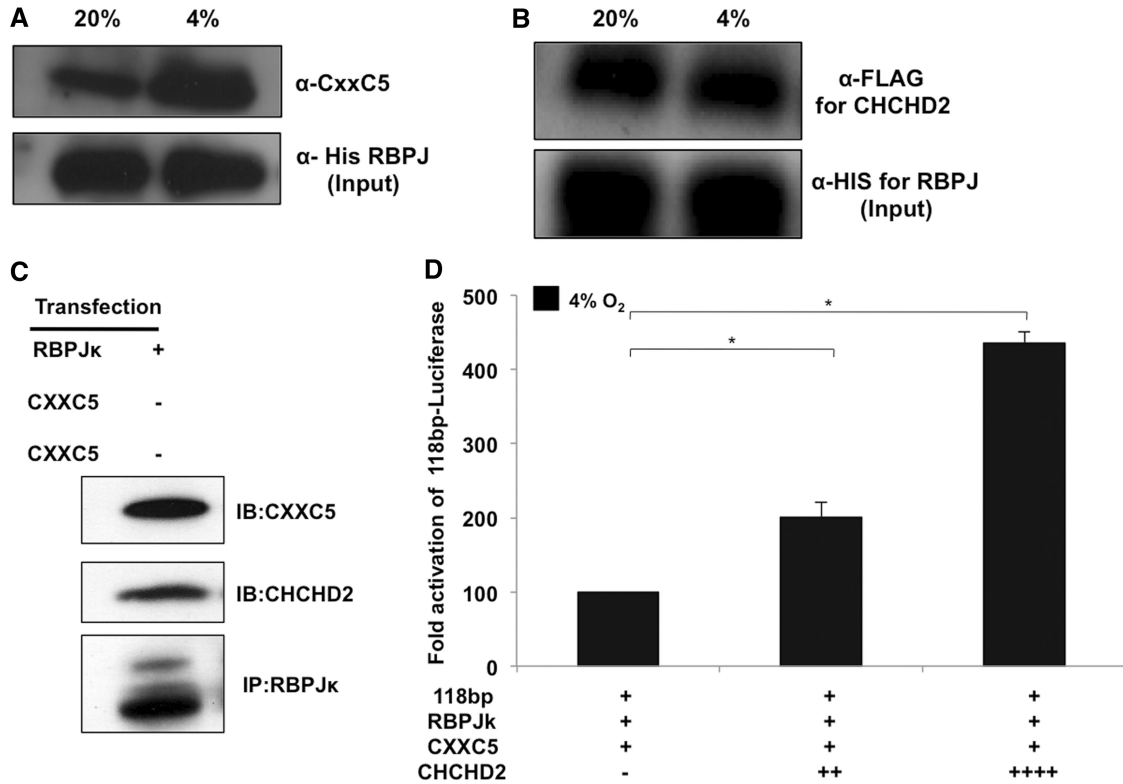 A
20% 4%
α-CxxC5
α- His RBPJ
(Input)
B
20% 4%
α-FLAG
for CHCHD2
α-HIS for RBPJ
(Input)
C
Transfection
RBPJκ +
CXXC5 -
CXXC5 -
IB:CXXC5
IB:CHCHD2
IP:RBPJκ
D
Fold activation of 118bp-Luciferase
500
400
300
200
100
0
4% O₂
*
*
118bp + + +
RBPJk + + +
CXXC5 + + +
CHCHD2 - ++ ++++